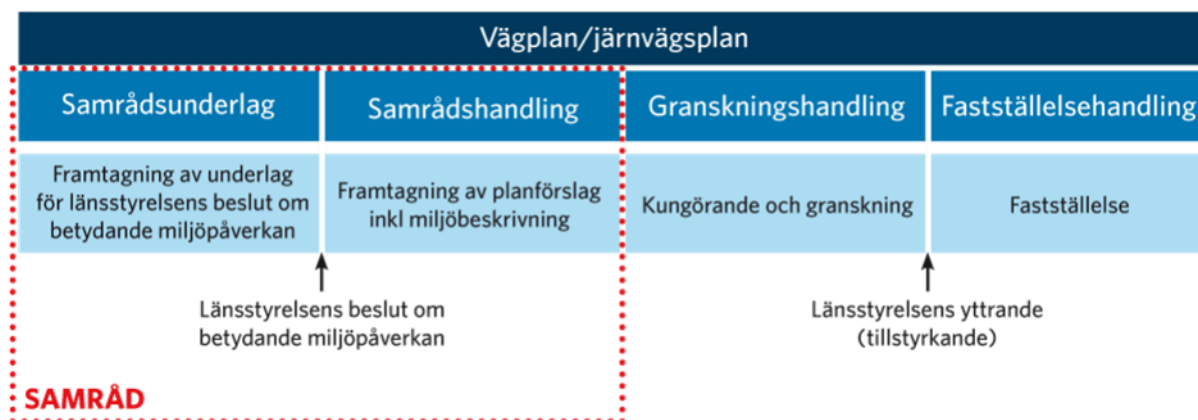 Vägplan/järnvägsplan
Samrådsunderlag
Samrådshandling
Granskningshandling
Fastställelsehandling
Framtagning av underlag
för länsstyrelsens beslut om
betydande miljöpåverkan
Framtagning av planförslag
inkl miljöbeskrivning
Kungörande och granskning
Fastställelse
Länsstyrelsens beslut om
betydande miljöpåverkan
Länsstyrelsens yttrande
(tillstyrkande)
SAMRÅD